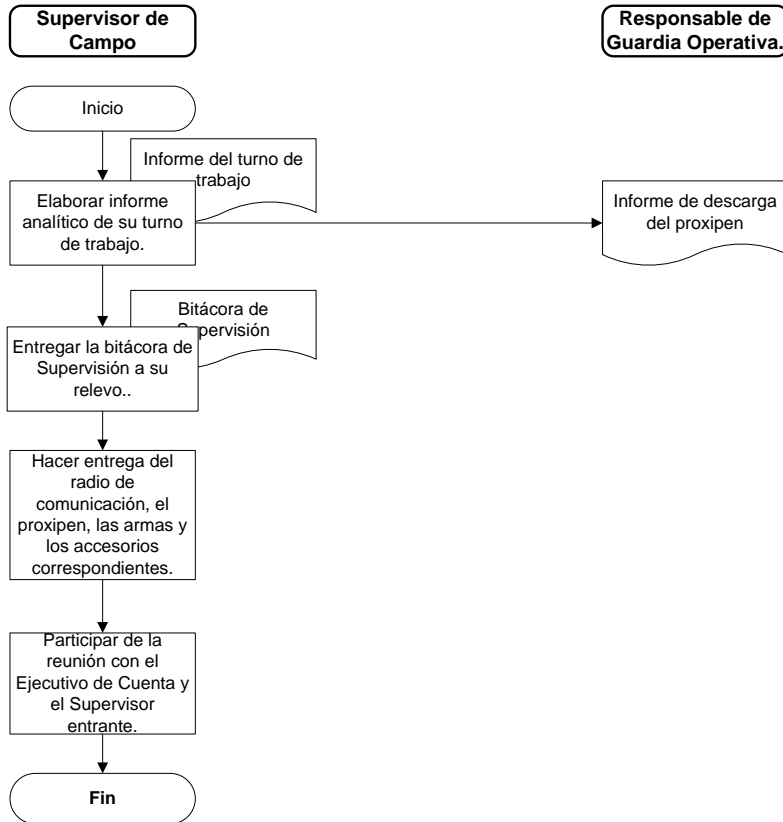 Supervisor de
Campo
Responsable de
Guardia Operativa.
Inicio
Informe del turno de
trabajo
Elaborar informe
analítico de su turno
de trabajo.
Informe de descarga
del proxipen
Bitácora de
Supervisión
Entregar la bitácora de
Supervisión a su
relevo..
Hacer entrega del
radio de
comunicación, el
proxipen, las armas y
los accesorios
correspondientes.
Participar de la
reunión con el
Ejecutivo de Cuenta y
el Supervisor
entrante.
Fin